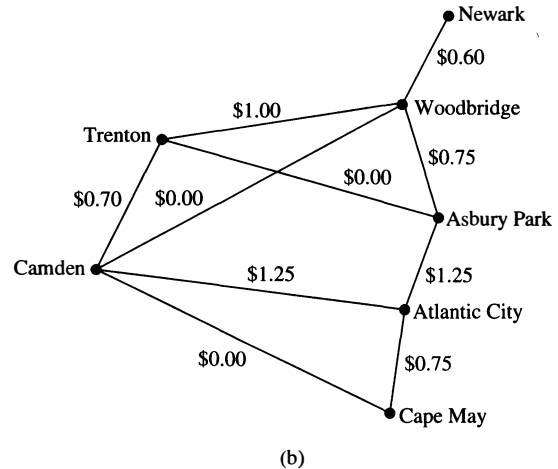 Newark
$0.60
$1.00
Woodbridge
Trenton
$0.75
$0.00
$0.70
$0.00
Asbury Park
Camden
$1.25
$1.25
Atlantic City
$0.00
$0.75
Cape May
(b)